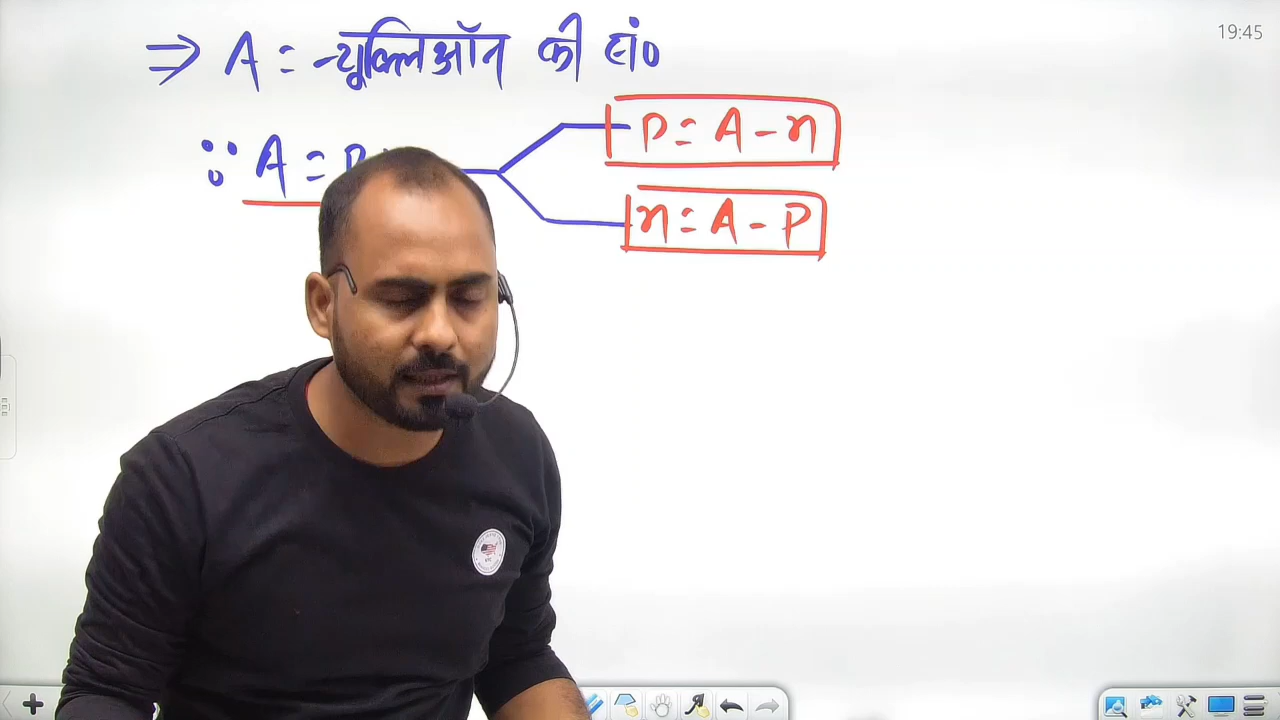 19:45
⇒ A = न्यूक्लिऑन की सं०
∵ A = P
P = A - n
n = A - P